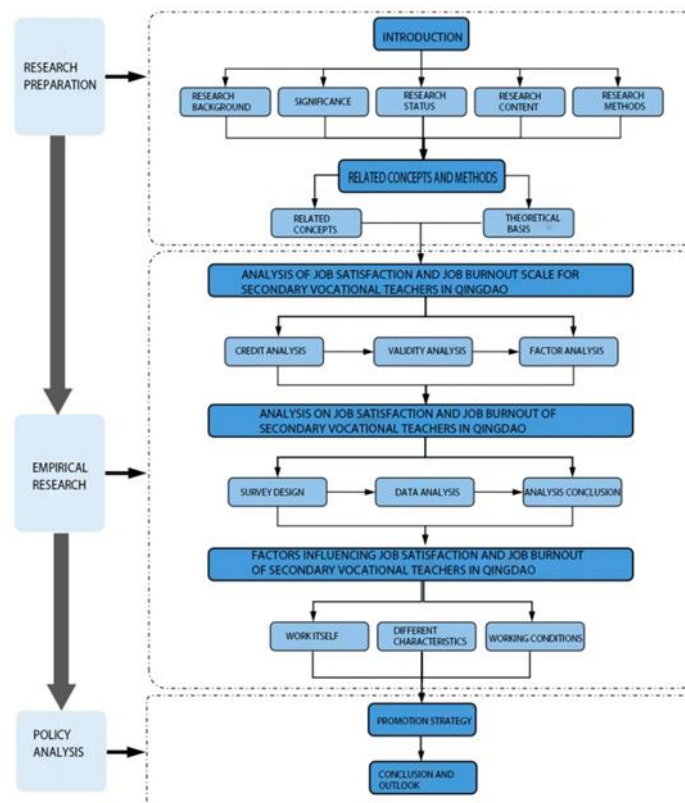 RESEARCH
PREPARATION
INTRODUCTION
RESEARCH
BACKGROUND
SIGNIFICANCE
RESEARCH
STATUS
RESEARCH
CONTENT
RESEARCH
METHODS
RELATED CONCEPTS AND METHODS
RELATED
CONCEPTS
THEORETICAL
BASIS
ANALYSIS OF JOB SATISFACTION AND JOB BURNOUT SCALE FOR
SECONDARY VOCATIONAL TEACHERS IN QINGDAO
CREDIT ANALYSIS
VALIDITY ANALYSIS
FACTOR ANALYSIS
ANALYSIS ON JOB SATISFACTION AND JOB BURNOUT OF
SECONDARY VOCATIONAL TEACHERS IN QINGDAO
EMPIRICAL
RESEARCH
SURVEY DESIGN
DATA ANALYSIS
ANALYSIS CONCLUSION
FACTORS INFLUENCING JOB SATISFACTION AND JOB BURNOUT
OF SECONDARY VOCATIONAL TEACHERS IN QINGDAO
WORK ITSELF
DIFFERENT
CHARACTERISTICS
WORKING CONDITIONS
POLICY
ANALYSIS
PROMOTION STRATEGY
CONCLUSION AND
OUTLOOK